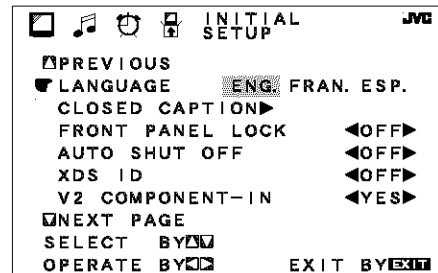 INITIAL SETUP JVC
PREVIOUS
LANGUAGE ENG. FRAN. ESP.
CLOSED CAPTION▶
FRONT PANEL LOCK ◀OFF▶
AUTO SHUT OFF ◀OFF▶
XDS ID ◀OFF▶
V2 COMPONENT-IN ◀YES▶
NEXT PAGE
SELECT BY
OPERATE BY EXIT BY EXIT